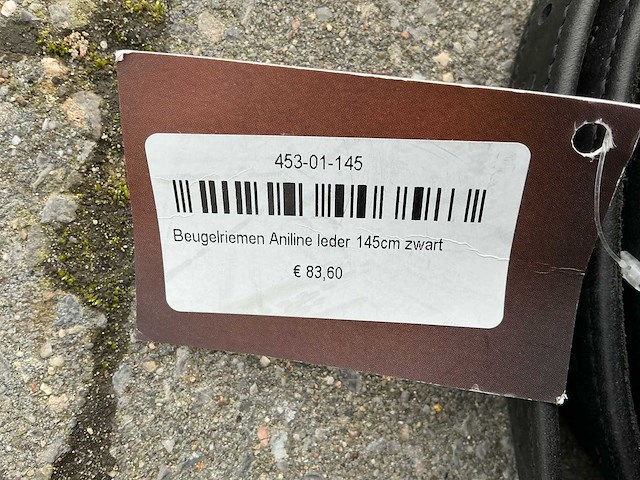 453-01-145
Beugelriemen Aniline leder 145cm zwart
€ 83,60